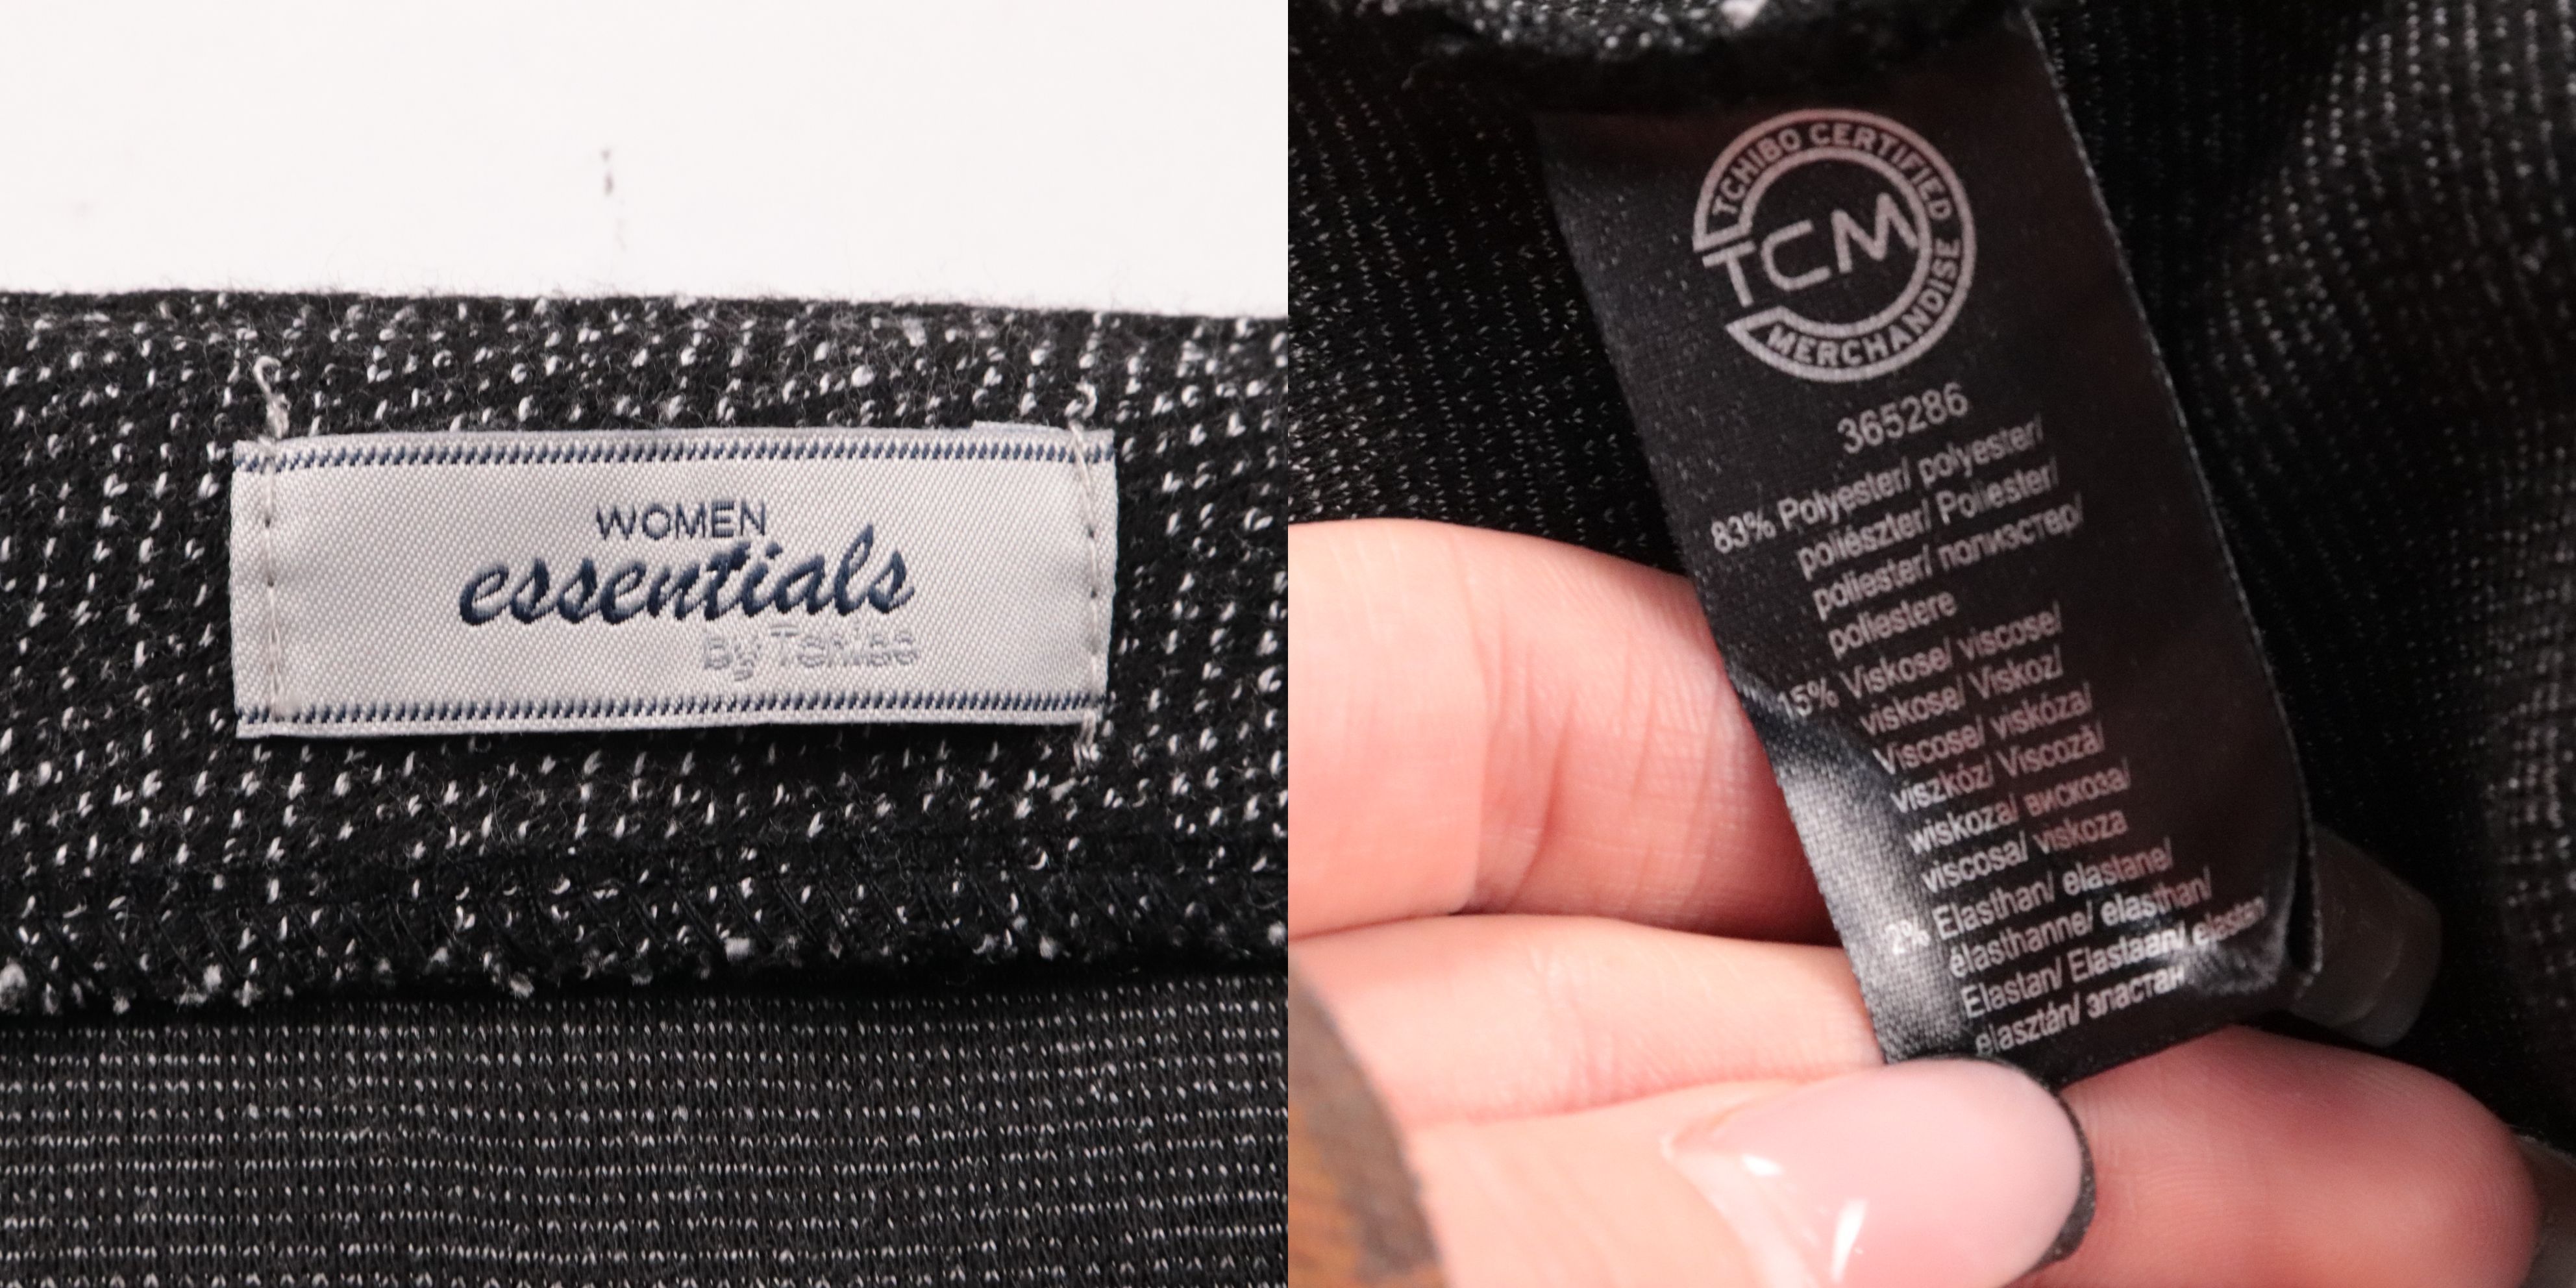 WOMEN
essentials
By Tchibo
TCHIBO CERTIFIED
TCM
MERCHANDISE
365286
83% Polyester/ polyester/
poliészter/ Poliester/
poliester/ полиэстер/
poliestere
15% Viskose/ viscose/
viskose/ Viskoz/
Viscose/ viskóza/
viszkóz/ Viscoză/
wiskoza/ вискоза/
viscosa/ viskoza
2% Elasthan/ elastane/
élasthanne/ elasthan/
Elastan/ Elastaan/ elastan
elasztán/ эластан